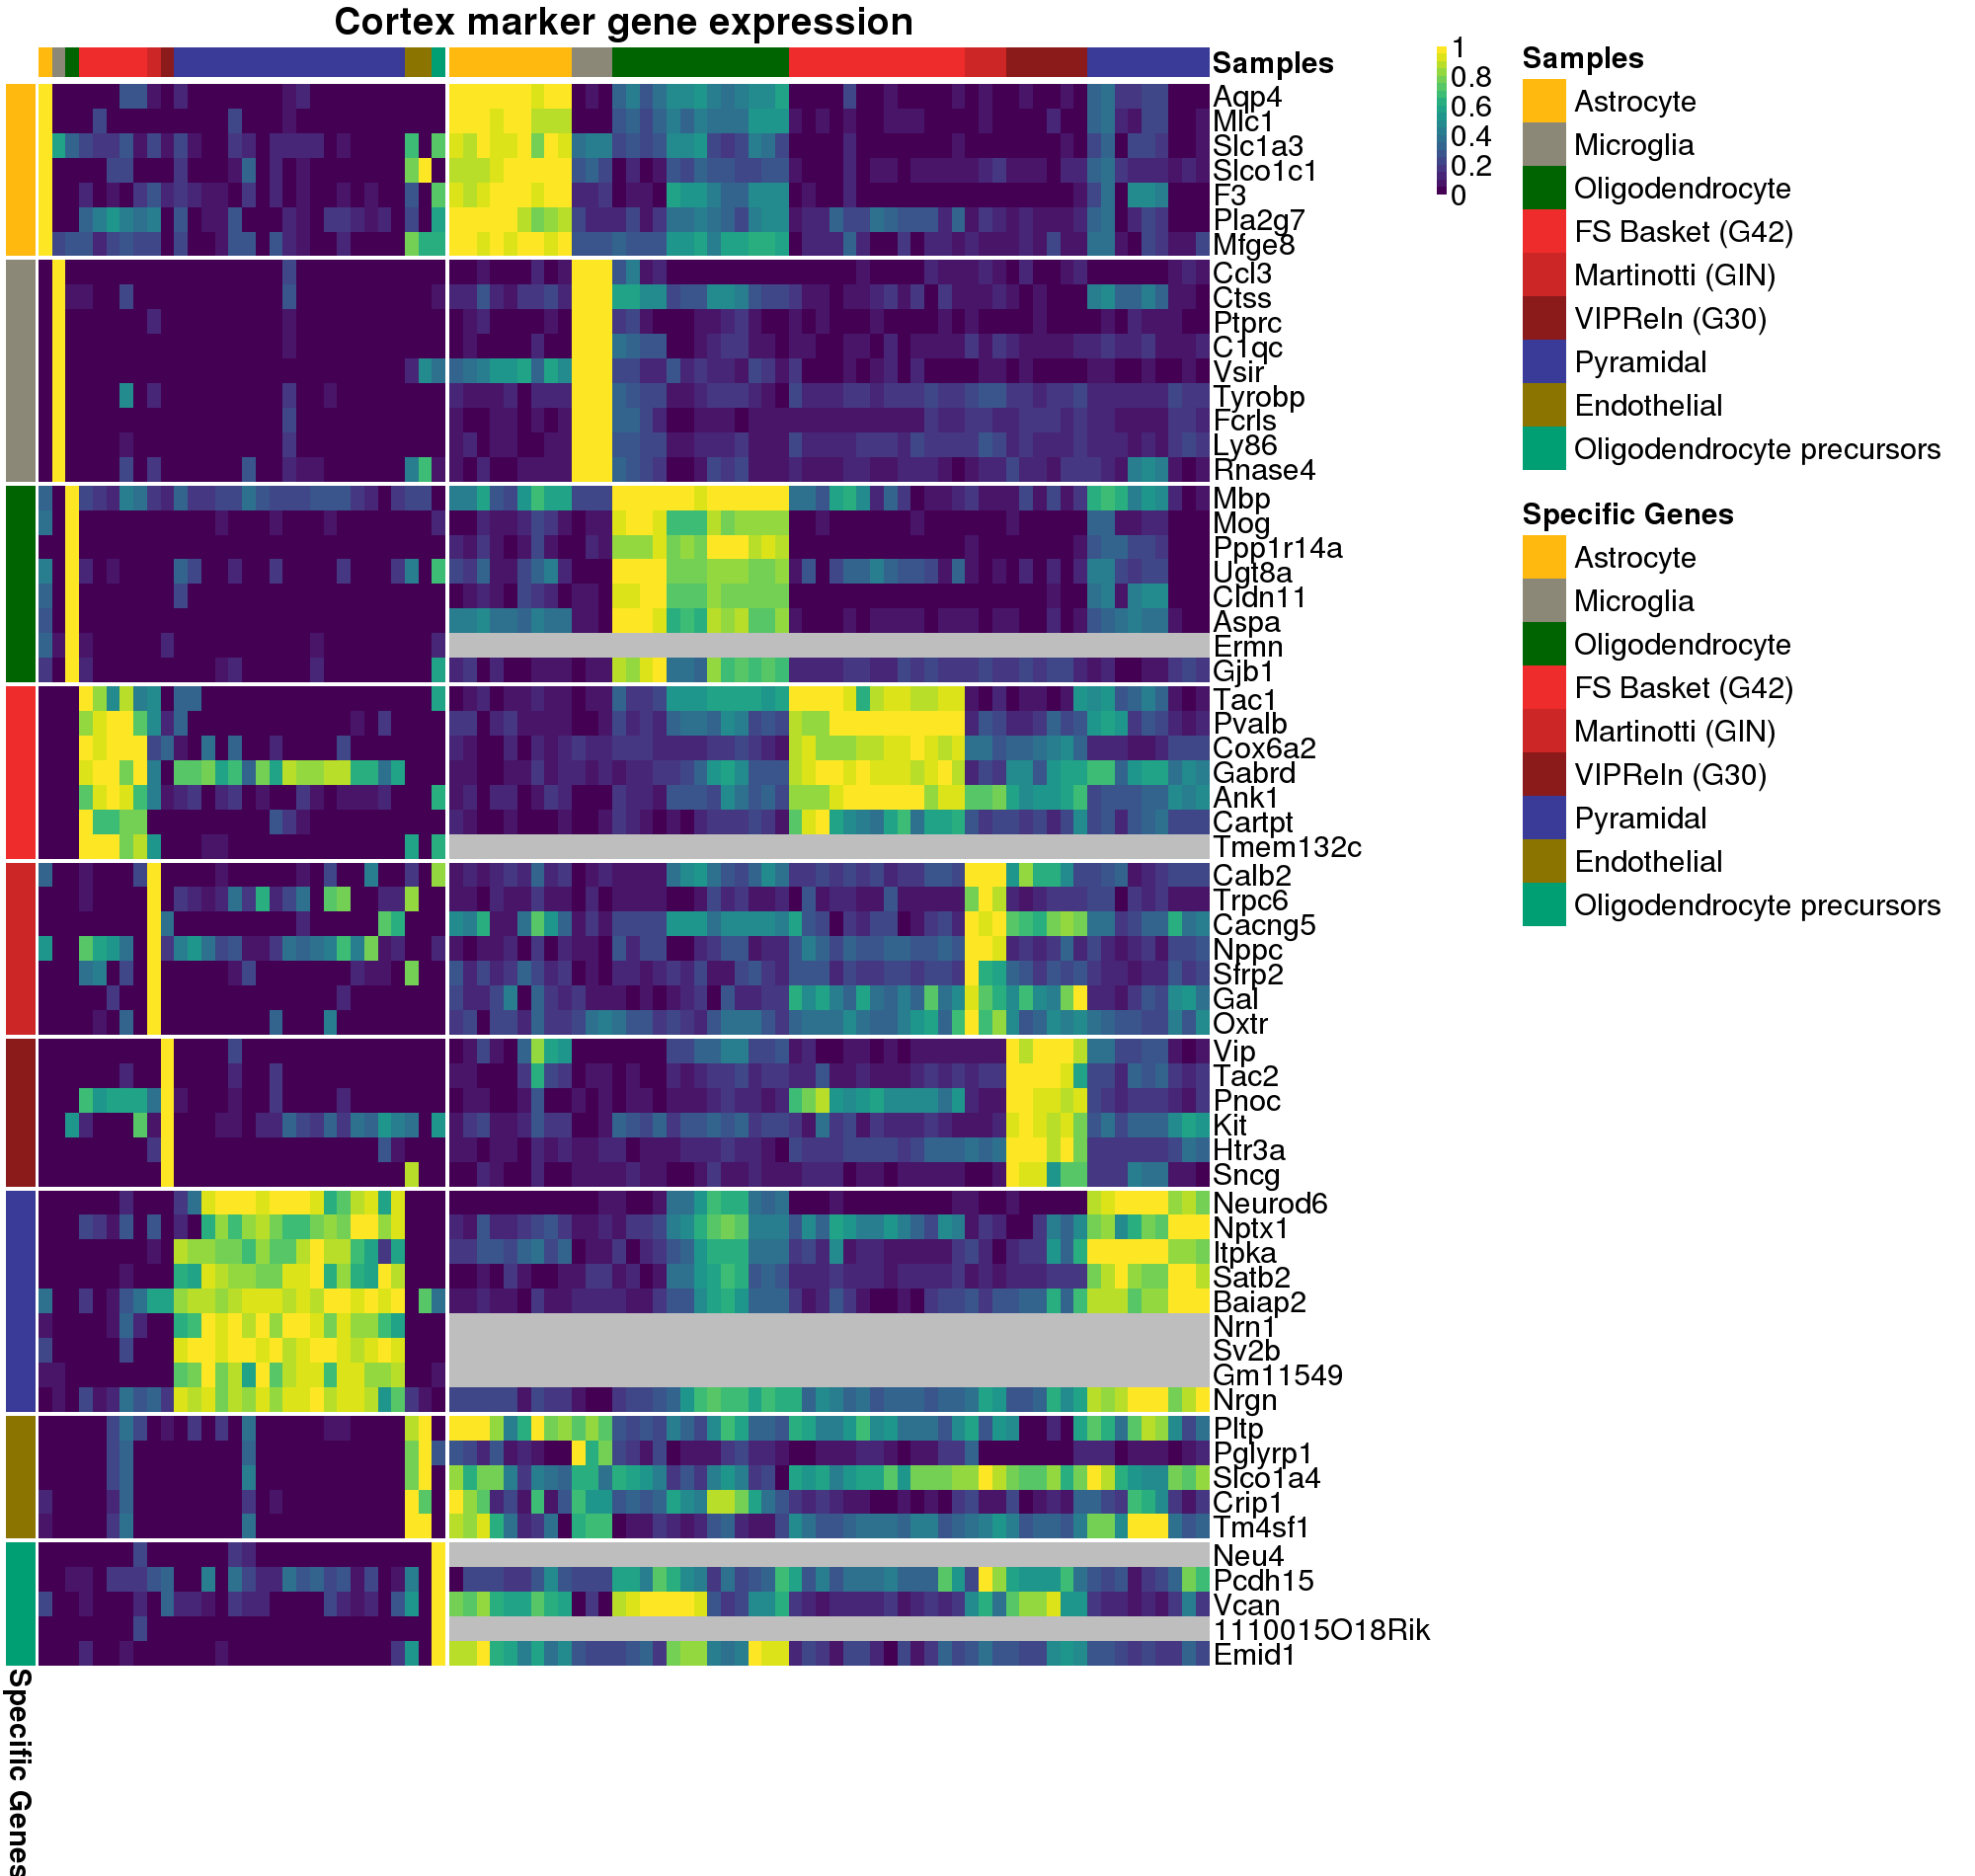 Cortex marker gene expression
Samples
Aqp4
Mlc1
Slc1a3
Slco1c1
F3
Pla2g7
Mfge8
Ccl3
Ctss
Ptprc
C1qc
Vsir
Tyrobp
Fcrls
Ly86
Rnase4
Mbp
Mog
Ppp1r14a
Ugt8a
Cldn11
Aspa
Ermn
Gjb1
Tac1
Pvalb
Cox6a2
Gabrd
Ank1
Cartpt
Tmem132c
Calb2
Trpc6
Cacng5
Nppc
Sfrp2
Gal
Oxtr
Vip
Tac2
Pnoc
Kit
Htr3a
Sncg
Neurod6
Nptx1
Itpka
Satb2
Baiap2
Nrn1
Sv2b
Gm11549
Nrgn
Pltp
Pglyrp1
Slco1a4
Crip1
Tm4sf1
Neu4
Pcdh15
Vcan
1110015O18Rik
Emid1
Specific Genes
1
0.8
0.6
0.4
0.2
0
Samples
Astrocyte
Microglia
Oligodendrocyte
FS Basket (G42)
Martinotti (GIN)
VIPReln (G30)
Pyramidal
Endothelial
Oligodendrocyte precursors
Specific Genes
Astrocyte
Microglia
Oligodendrocyte
FS Basket (G42)
Martinotti (GIN)
VIPReln (G30)
Pyramidal
Endothelial
Oligodendrocyte precursors